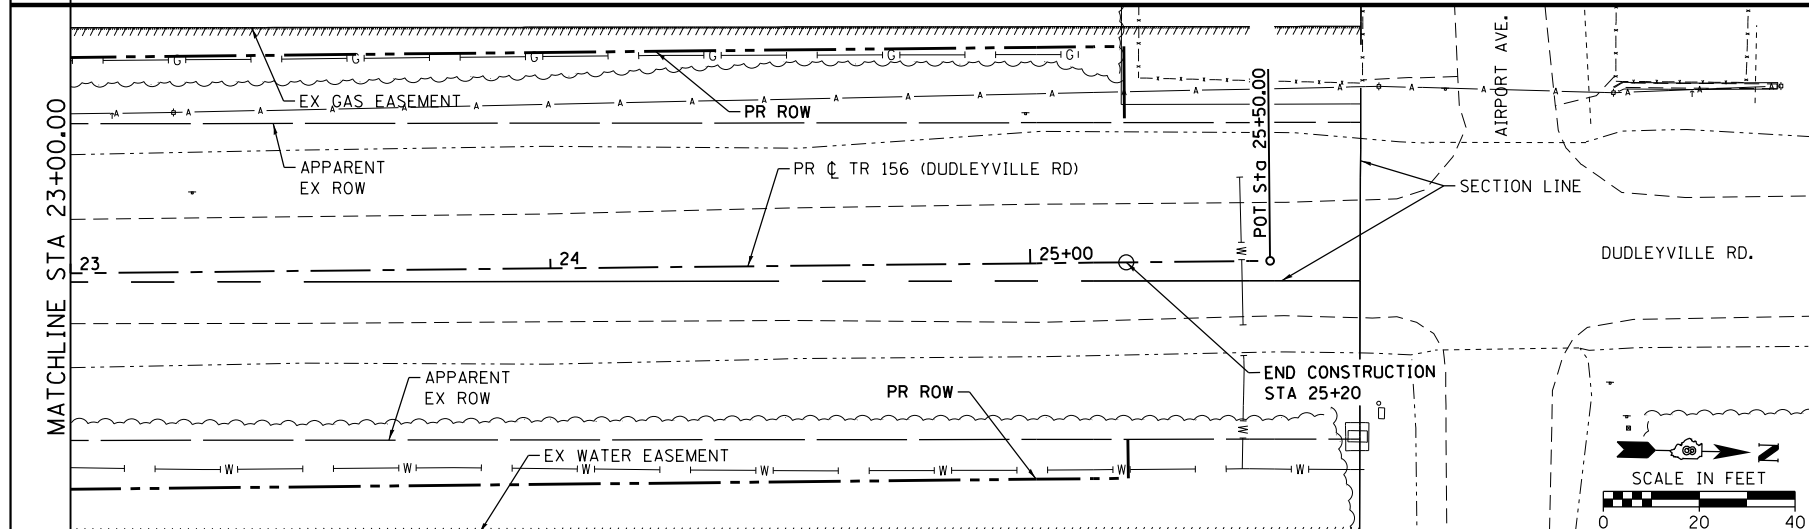 MATCHLINE STA 23+00.00
G G G G G G
EX GAS EASEMENT
PR ROW
A A A A A A A A A A A A A A A A A A A A A A
APPARENT
EX ROW
PR ℄ TR 156 (DUDLEYVILLE RD)
POT Sta 25+50.00
AIRPORT AVE.
SECTION LINE
DUDLEYVILLE RD.
23
24
25+00
W
END CONSTRUCTION
STA 25+20
APPARENT
EX ROW
PR ROW
W
EX WATER EASEMENT
W W W W W W W
N
SCALE IN FEET
0 20 40